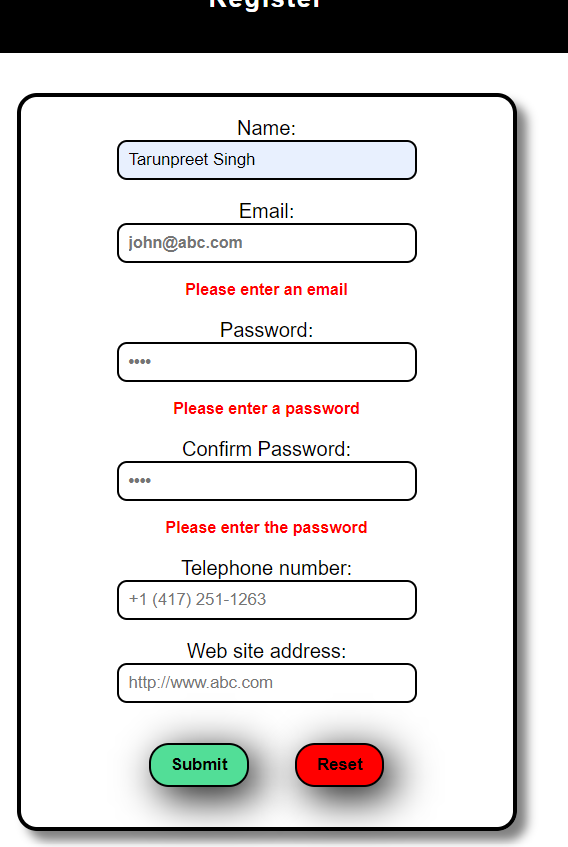 Register
Name:
Tarunpreet Singh
Email:
john@abc.com
Please enter an email
Password:
••••
Please enter a password
Confirm Password:
••••
Please enter the password
Telephone number:
+1 (417) 251-1263
Web site address:
http://www.abc.com
Submit Reset